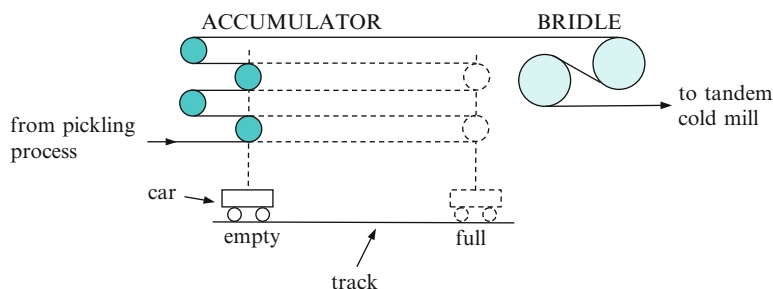 ACCUMULATOR
BRIDLE
from pickling
process
to tandem
cold mill
car
empty
full
track